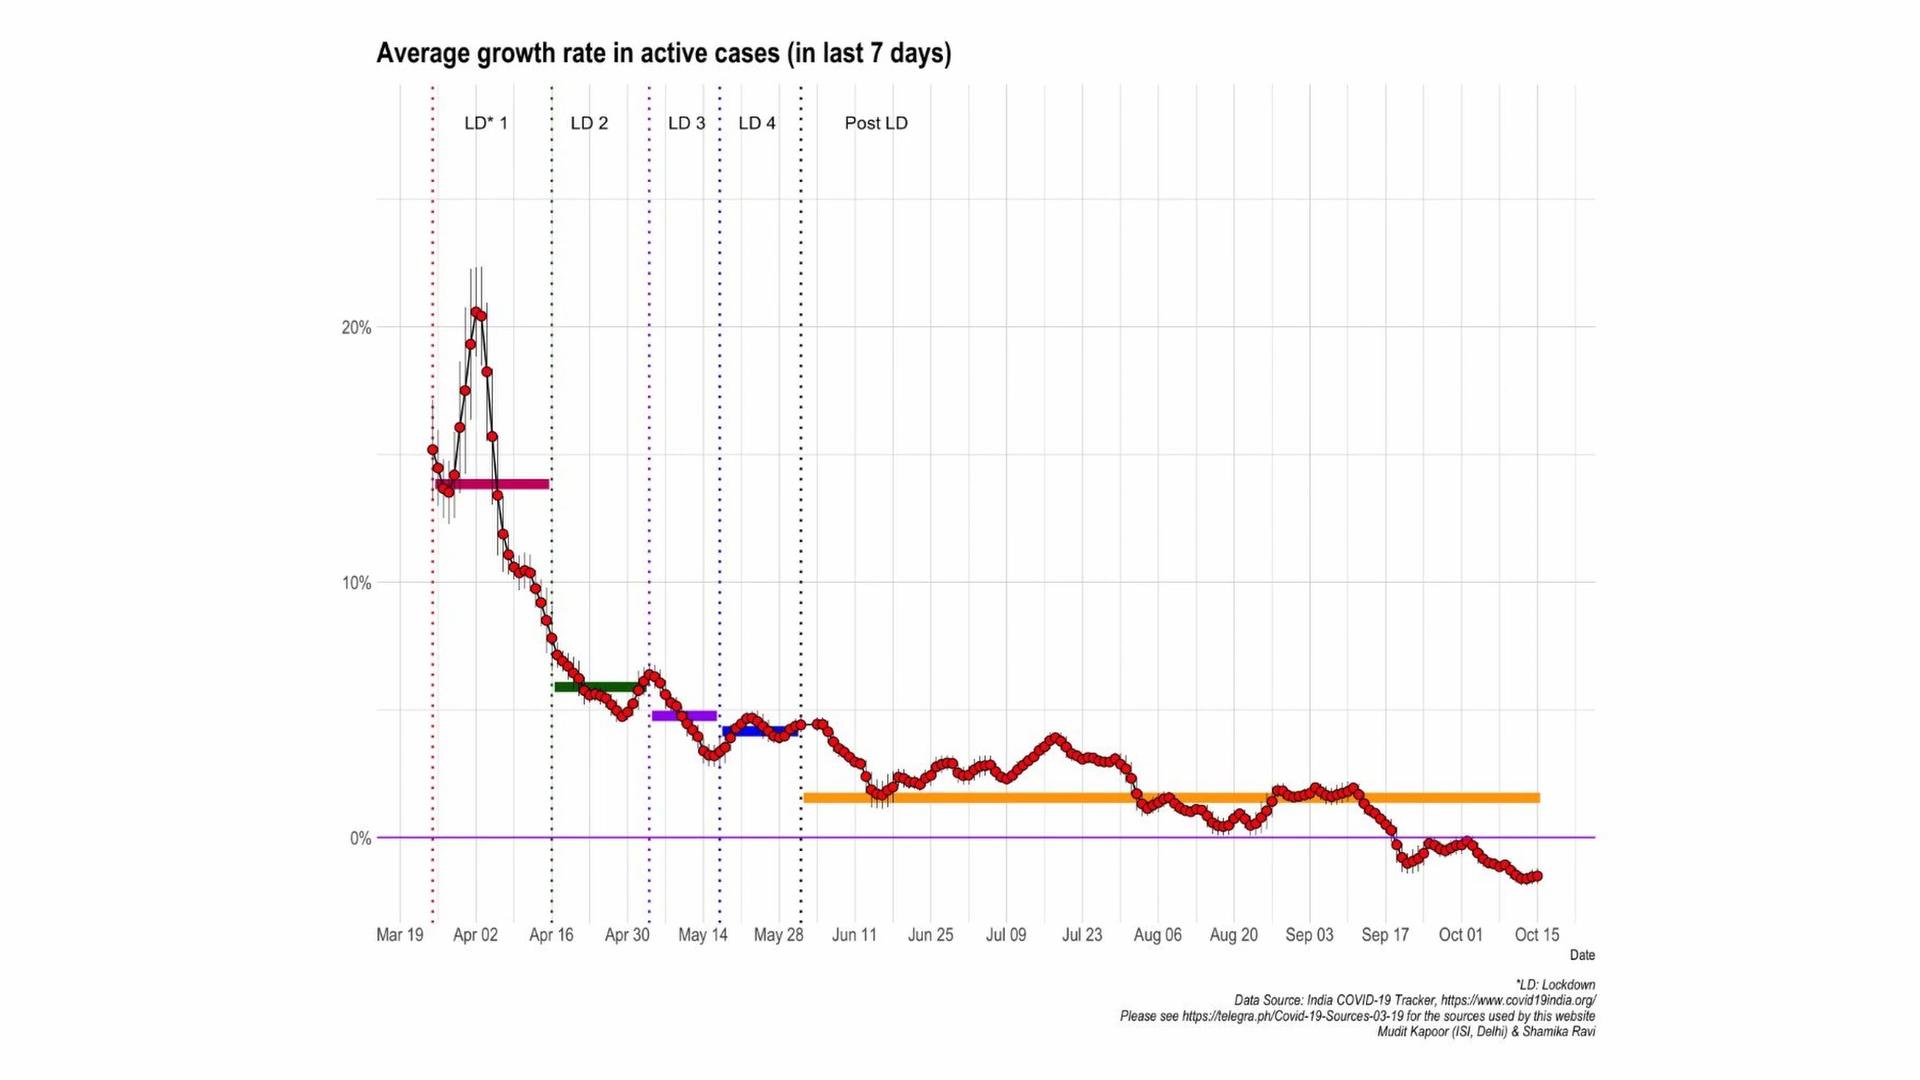 Average growth rate in active cases (in last 7 days)
LD* 1 LD 2 LD 3 LD 4 Post LD
20%
10%
0%
Mar 19 Apr 02 Apr 16 Apr 30 May 14 May 28 Jun 11 Jun 25 Jul 09 Jul 23 Aug 06 Aug 20 Sep 03 Sep 17 Oct 01 Oct 15
Date
*LD: Lockdown
Data Source: India COVID-19 Tracker, https://www.covid19india.org/
Please see https://telegra.ph/Covid-19-Sources-03-19 for the sources used by this website
Mudit Kapoor (ISI, Delhi) & Shamika Ravi